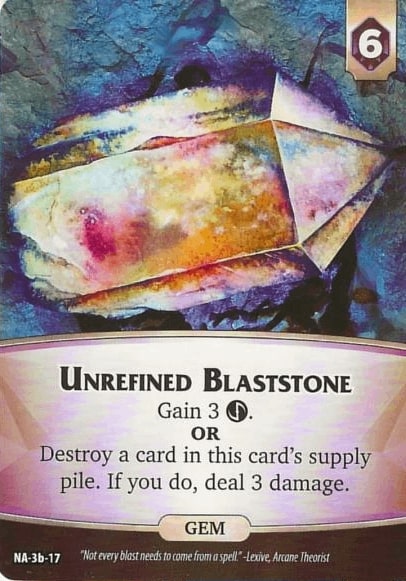 6
UNREFINED BLASTSTONE
Gain 3 .
OR
Destroy a card in this card's supply
pile. If you do, deal 3 damage.
GEM
NA-3b-17
"Not every blast needs to come from a spell." -Lexive, Arcane Theorist